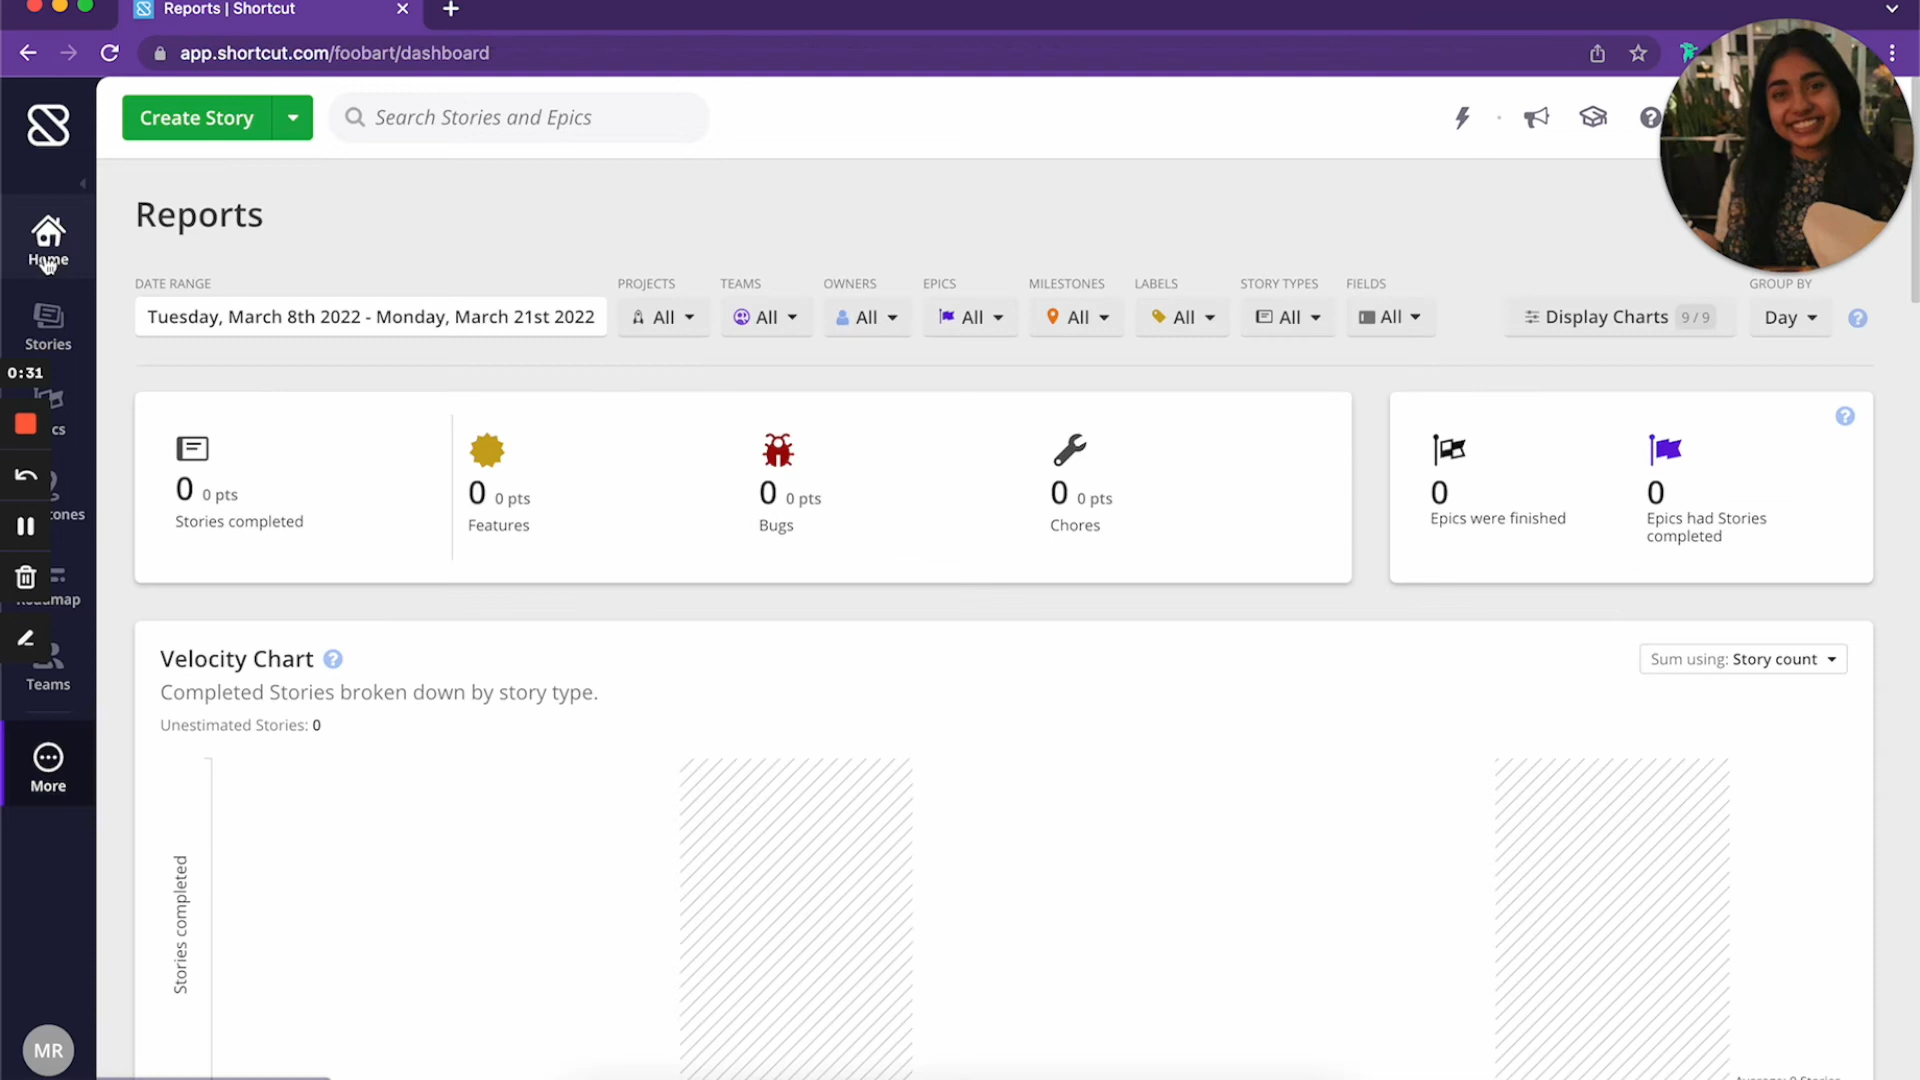 Reports | Shortcut
app.shortcut.com/foobart/dashboard
Create Story
Search Stories and Epics
Home
Stories
0:31
cs
ones
map
Teams
More
MR
Reports
DATE RANGE
Tuesday, March 8th 2022 - Monday, March 21st 2022
PROJECTS
All
TEAMS
All
OWNERS
All
EPICS
All
MILESTONES
All
LABELS
All
STORY TYPES
All
FIELDS
All
Display Charts 9 / 9
GROUP BY
Day
0 0 pts
Stories completed
0 0 pts
Features
0 0 pts
Bugs
0 0 pts
Chores
0
Epics were finished
0
Epics had Stories
completed
Velocity Chart
Completed Stories broken down by story type.
Unestimated Stories: 0
Sum using: Story count
Stories completed